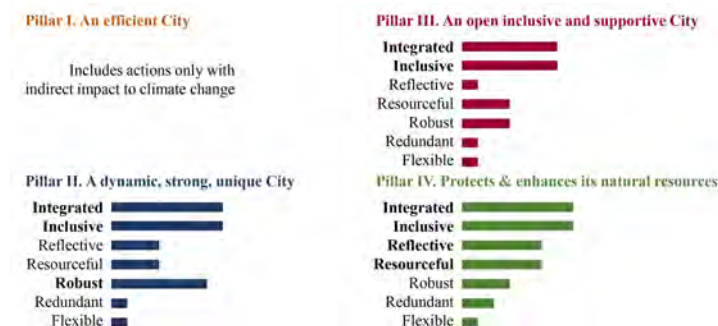 Pillar I. An efficient City
Includes actions only with
indirect impact to climate change
Pillar III. An open inclusive and supportive City
Integrated
Inclusive
Reflective
Resourceful
Robust
Redundant
Flexible
Pillar II. A dynamic, strong, unique City
Integrated
Inclusive
Reflective
Resourceful
Robust
Redundant
Flexible
Pillar IV. Protects & enhances its natural resources
Integrated
Inclusive
Reflective
Resourceful
Robust
Redundant
Flexible